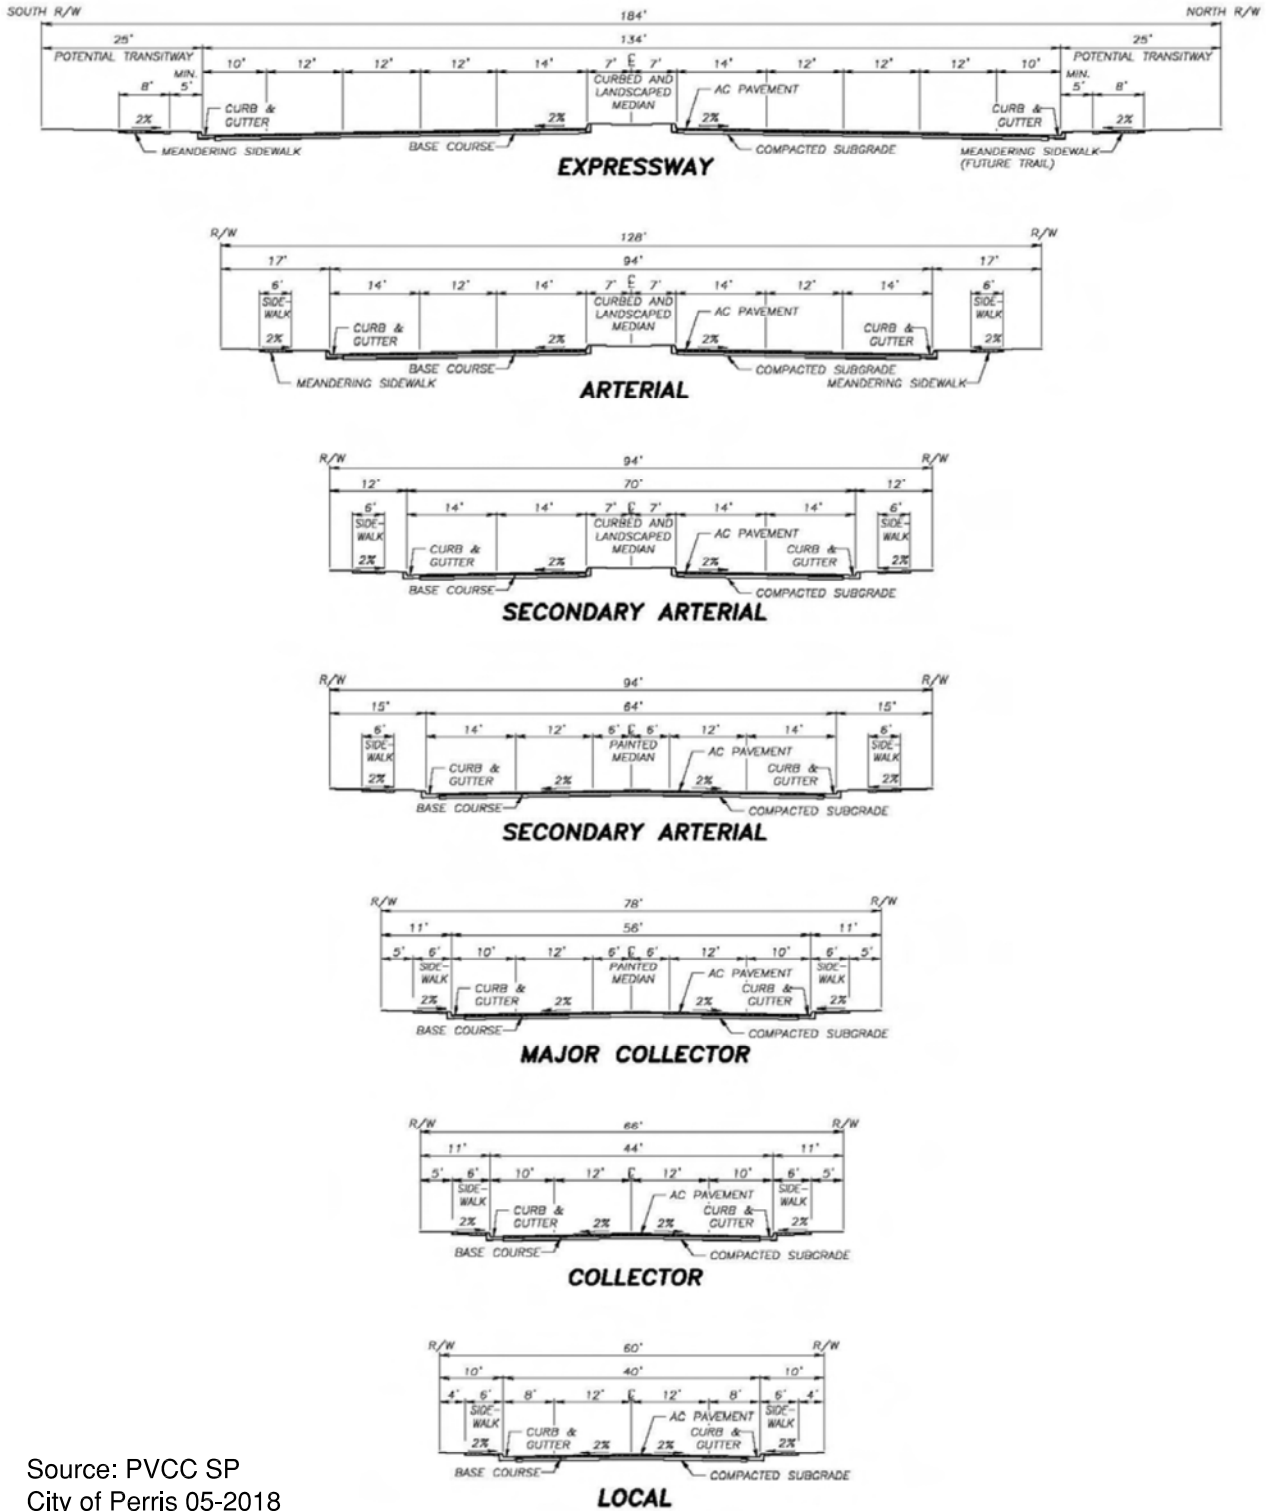 SOUTH R/W 184' NORTH R/W
25' 134' 25'
POTENTIAL TRANSITWAY POTENTIAL TRANSITWAY
10' 12' 12' 12' 14' 7' ℄ 7' 14' 12' 12' 12' 10'
MIN. CURBED AND LANDSCAPED MEDIAN MIN.
8' 5' AC PAVEMENT 5' 8'
CURB & GUTTER CURB & GUTTER
2% 2% 2% 2%
MEANDERING SIDEWALK BASE COURSE COMPACTED SUBGRADE MEANDERING SIDEWALK
(FUTURE TRAIL)
EXPRESSWAY
R/W 128' R/W
17' 94' 17'
6' 14' 12' 14' 7' ℄ 7' 14' 12' 14' 6'
SIDE-WALK CURBED AND LANDSCAPED MEDIAN AC PAVEMENT SIDE-WALK
CURB & GUTTER CURB & GUTTER
2% 2% 2% 2%
BASE COURSE COMPACTED SUBGRADE
MEANDERING SIDEWALK MEANDERING SIDEWALK
ARTERIAL
R/W 94' R/W
12' 70' 12'
6' 14' 14' 7' ℄ 7' 14' 14' 6'
SIDE-WALK CURBED AND LANDSCAPED MEDIAN AC PAVEMENT SIDE-WALK
CURB & GUTTER CURB & GUTTER
2% 2% 2% 2%
BASE COURSE COMPACTED SUBGRADE
SECONDARY ARTERIAL
R/W 94' R/W
15' 64' 15'
6' 14' 12' 6' ℄ 6' 12' 14' 6'
SIDE-WALK PAINTED MEDIAN AC PAVEMENT SIDE-WALK
CURB & GUTTER CURB & GUTTER
2% 2% 2% 2%
BASE COURSE COMPACTED SUBGRADE
SECONDARY ARTERIAL
R/W 78' R/W
11' 56' 11'
5' 6' 10' 12' 6' ℄ 6' 12' 10' 6' 5'
SIDE-WALK PAINTED MEDIAN AC PAVEMENT SIDE-WALK
CURB & GUTTER CURB & GUTTER
2% 2% 2% 2%
BASE COURSE COMPACTED SUBGRADE
MAJOR COLLECTOR
R/W 66' R/W
11' 44' 11'
5' 6' 10' 12' ℄ 12' 10' 6' 5'
SIDE-WALK AC PAVEMENT SIDE-WALK
CURB & GUTTER CURB & GUTTER
2% 2% 2% 2%
BASE COURSE COMPACTED SUBGRADE
COLLECTOR
R/W 60' R/W
10' 40' 10'
4' 6' 8' 12' ℄ 12' 8' 6' 4'
SIDE-WALK AC PAVEMENT SIDE-WALK
CURB & GUTTER CURB & GUTTER
2% 2% 2% 2%
BASE COURSE COMPACTED SUBGRADE
LOCAL
Source: PVCC SP
City of Perris 05-2018